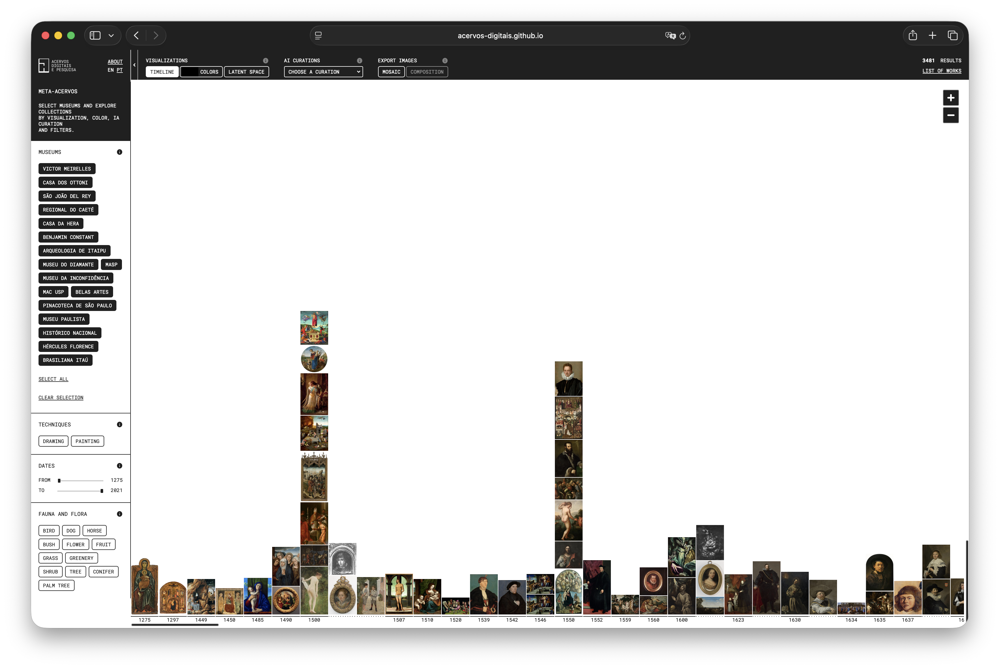 acervos-digitais.github.io
ACERVOS
DIGITAIS
E PESQUISA
ABOUT
EN PT
META-ACERVOS
SELECT MUSEUMS AND EXPLORE
COLLECTIONS
BY VISUALIZATION, COLOR, IA
CURATION
AND FILTERS.
VISUALIZATIONS
TIMELINE COLORS LATENT SPACE
AI CURATIONS
CHOOSE A CURATION
EXPORT IMAGES
MOSAIC COMPOSITION
3481 RESULTS
LIST OF WORKS
MUSEUMS
VICTOR MEIRELLES
CASA DOS OTTONI
SÃO JOÃO DEL REY
REGIONAL DO CAETÉ
CASA DA HERA
BENJAMIN CONSTANT
ARQUEOLOGIA DE ITAIPU
MUSEU DO DIAMANTE MASP
MUSEU DA INCONFIDÊNCIA
MAC USP BELAS ARTES
PINACOTECA DE SÃO PAULO
MUSEU PAULISTA
HISTÓRICO NACIONAL
HÉRCULES FLORENCE
BRASILIANA ITAÚ
SELECT ALL
CLEAR SELECTION
TECHNIQUES
DRAWING PAINTING
DATES
FROM 1275
TO 2021
FAUNA AND FLORA
BIRD DOG HORSE
BUSH FLOWER FRUIT
GRASS GREENERY
SHRUB TREE CONIFER
PALM TREE
1275 1297 1449 1450 1485 1490 1500 1507 1510 1520 1539 1542 1546 1550 1552 1559 1560 1600 1623 1630 1634 1635 1637 16